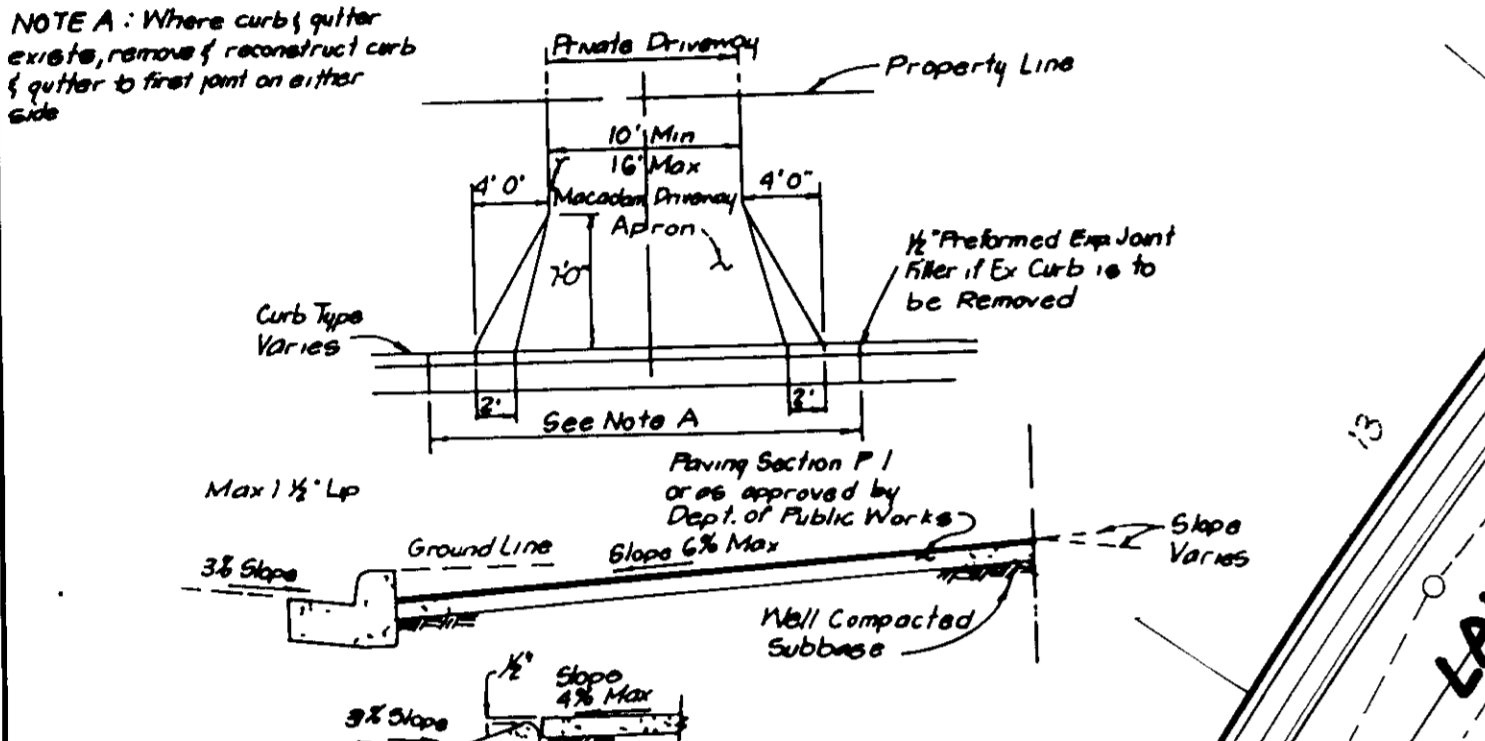 NOTE A: Where curb & gutter
exists, remove & reconstruct curb
& gutter to first joint on either
side
Private Driveway
Property Line
10' Min
16' Max
4'0"
4'0"
Macadam Driveway
Apron
7'0"
1/2" Preformed Exp Joint
Filler if Ex Curb is to
be Removed
Curb Type
Varies
2'
2'
See Note A
13
Max 1 1/2" Lip
Paving Section P 1
or as approved by
Dept. of Public Works
Ground Line
Slope 6% Max
Slope
Varies
3% Slope
Well Compacted
Subbase
1/2"
Slope
4% Max
3% Slope